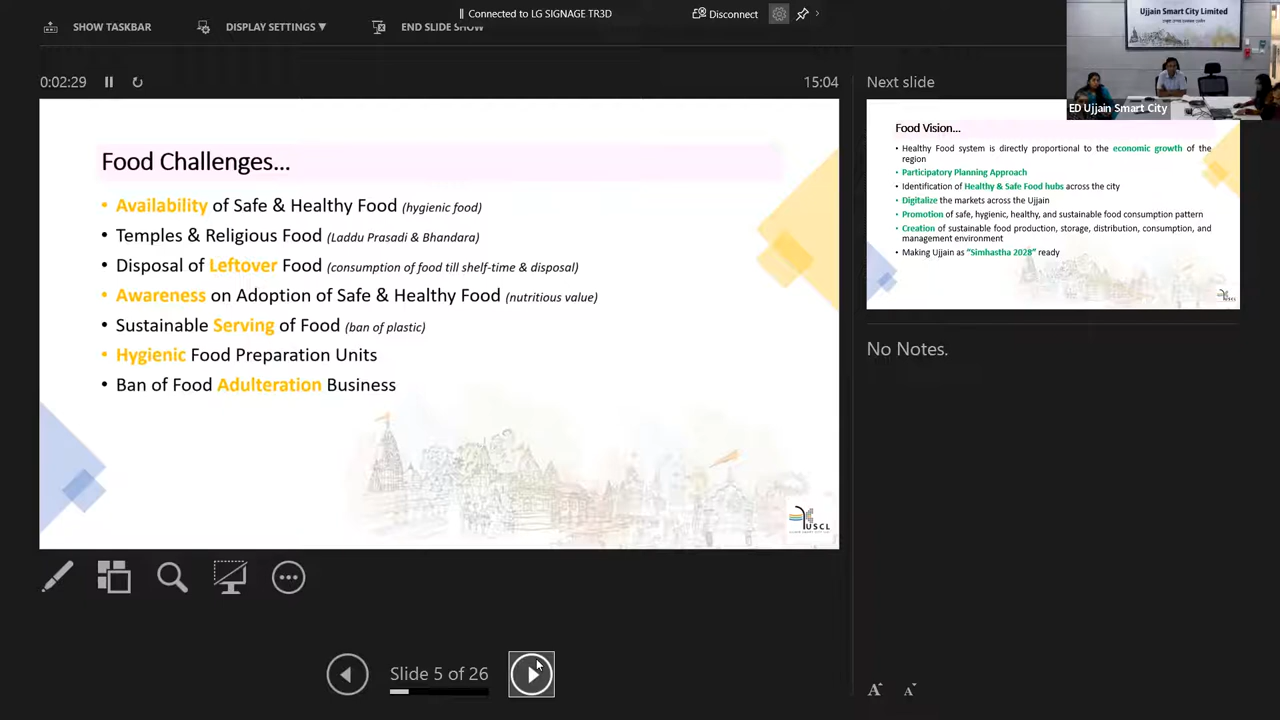 Connected to LG SIGNAGE TR3D
Disconnect
SHOW TASKBAR
DISPLAY SETTINGS
END SLIDE SHOW
0:02:29
15:04
Food Challenges...
• Availability of Safe & Healthy Food (hygienic food)
• Temples & Religious Food (Laddu Prasadi & Bhandara)
• Disposal of Leftover Food (consumption of food till shelf-time & disposal)
• Awareness on Adoption of Safe & Healthy Food (nutritious value)
• Sustainable Serving of Food (ban of plastic)
• Hygienic Food Preparation Units
• Ban of Food Adulteration Business
USCL
Slide 5 of 26
Next slide
Food Vision...
• Healthy Food system is directly proportional to the economic growth of the
region
• Participatory Planning Approach
• Identification of Healthy & Safe Food hubs across the city
• Digitalize the markets across the Ujjain
• Promotion of safe, hygienic, healthy, and sustainable food consumption pattern
• Creation of sustainable food production, storage, distribution, consumption, and
management environment
• Making Ujjain as "Simhastha 2028" ready
USCL
No Notes.
A A
Ujjain Smart City Limited
ED Ujjain Smart City